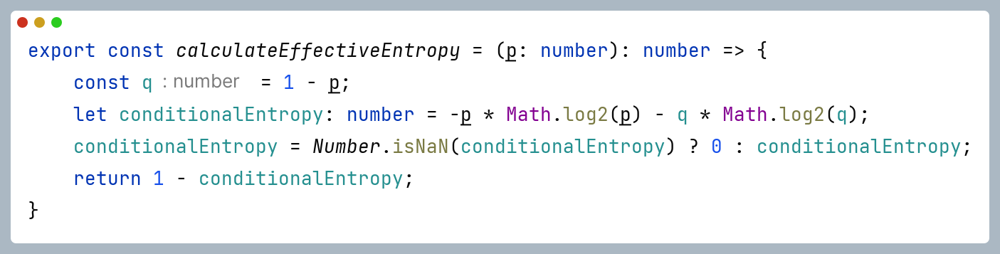 export const calculateEffectiveEntropy = (p: number): number => {
    const q : number = 1 - p;
    let conditionalEntropy: number = -p * Math.log2(p) - q * Math.log2(q);
    conditionalEntropy = Number.isNaN(conditionalEntropy) ? 0 : conditionalEntropy;
    return 1 - conditionalEntropy;
}